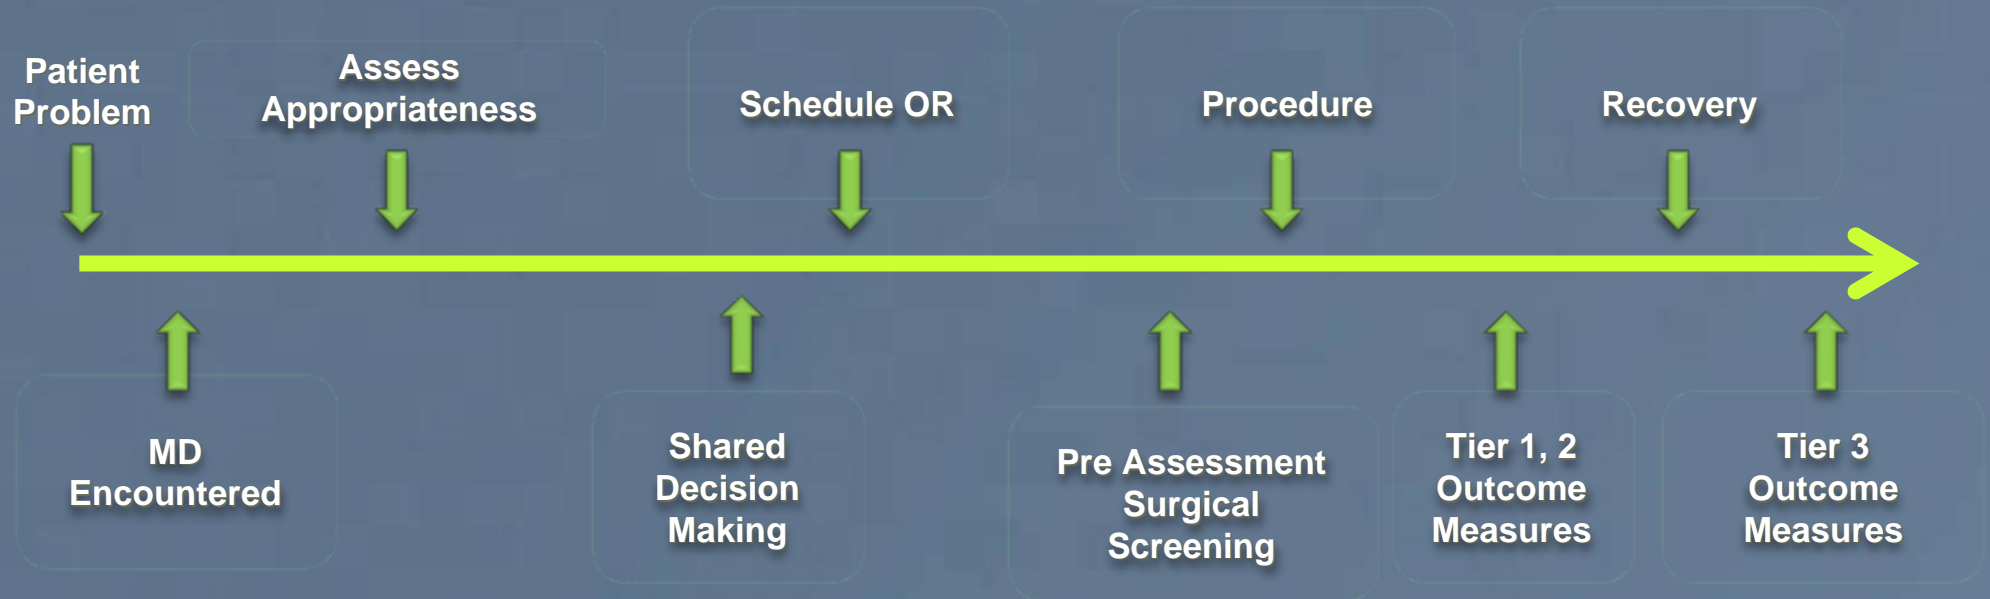 Patient
Problem
Assess
Appropriateness
Schedule OR
Procedure
Recovery
MD
Encountered
Shared
Decision
Making
Pre Assessment
Surgical
Screening
Tier 1, 2
Outcome
Measures
Tier 3
Outcome
Measures